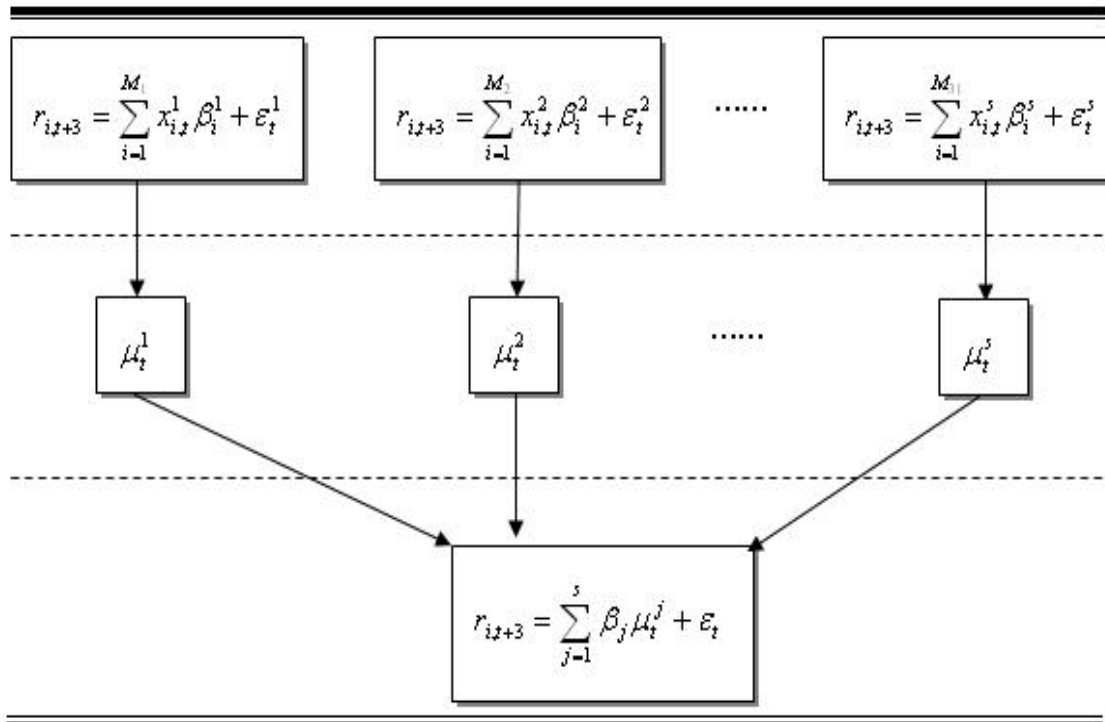 r_{i,t+3} = \sum_{i=1}^{M_1} x_{i,t}^1 \beta_i^1 + \varepsilon_t^1
r_{i,t+3} = \sum_{i=1}^{M_2} x_{i,t}^2 \beta_i^2 + \varepsilon_t^2
......
r_{i,t+3} = \sum_{i=1}^{M_{11}} x_{i,t}^s \beta_i^s + \varepsilon_t^s
\mu_t^1
\mu_t^2
......
\mu_t^s
r_{i,t+3} = \sum_{j=1}^{s} \beta_j \mu_t^j + \varepsilon_t